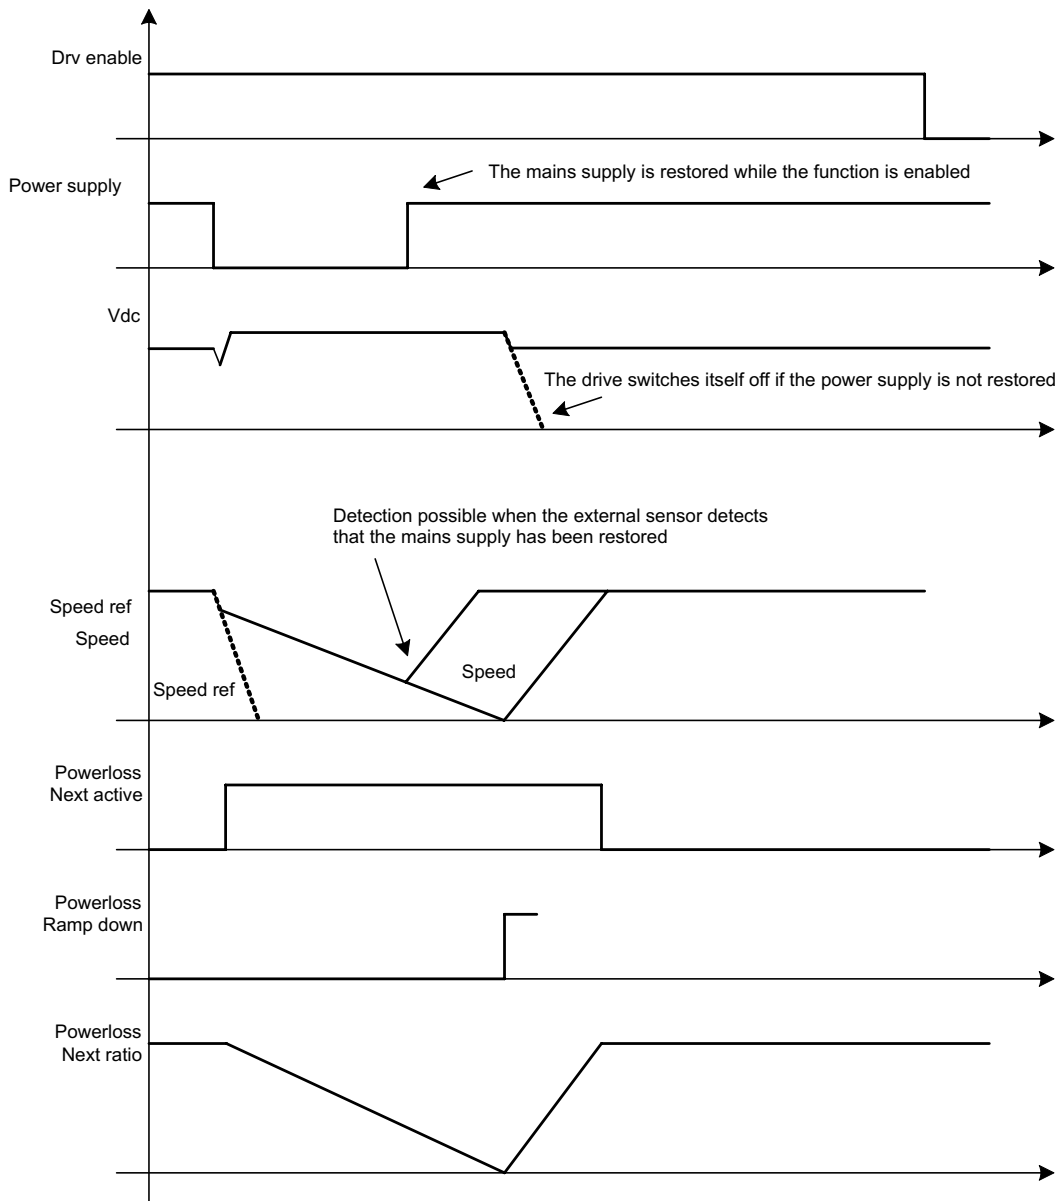 Drv enable
Power supply
The mains supply is restored while the function is enabled
Vdc
The drive switches itself off if the power supply is not restored
Detection possible when the external sensor detects
that the mains supply has been restored
Speed ref
Speed
Speed
Speed ref
Powerloss
Next active
Powerloss
Ramp down
Powerloss
Next ratio